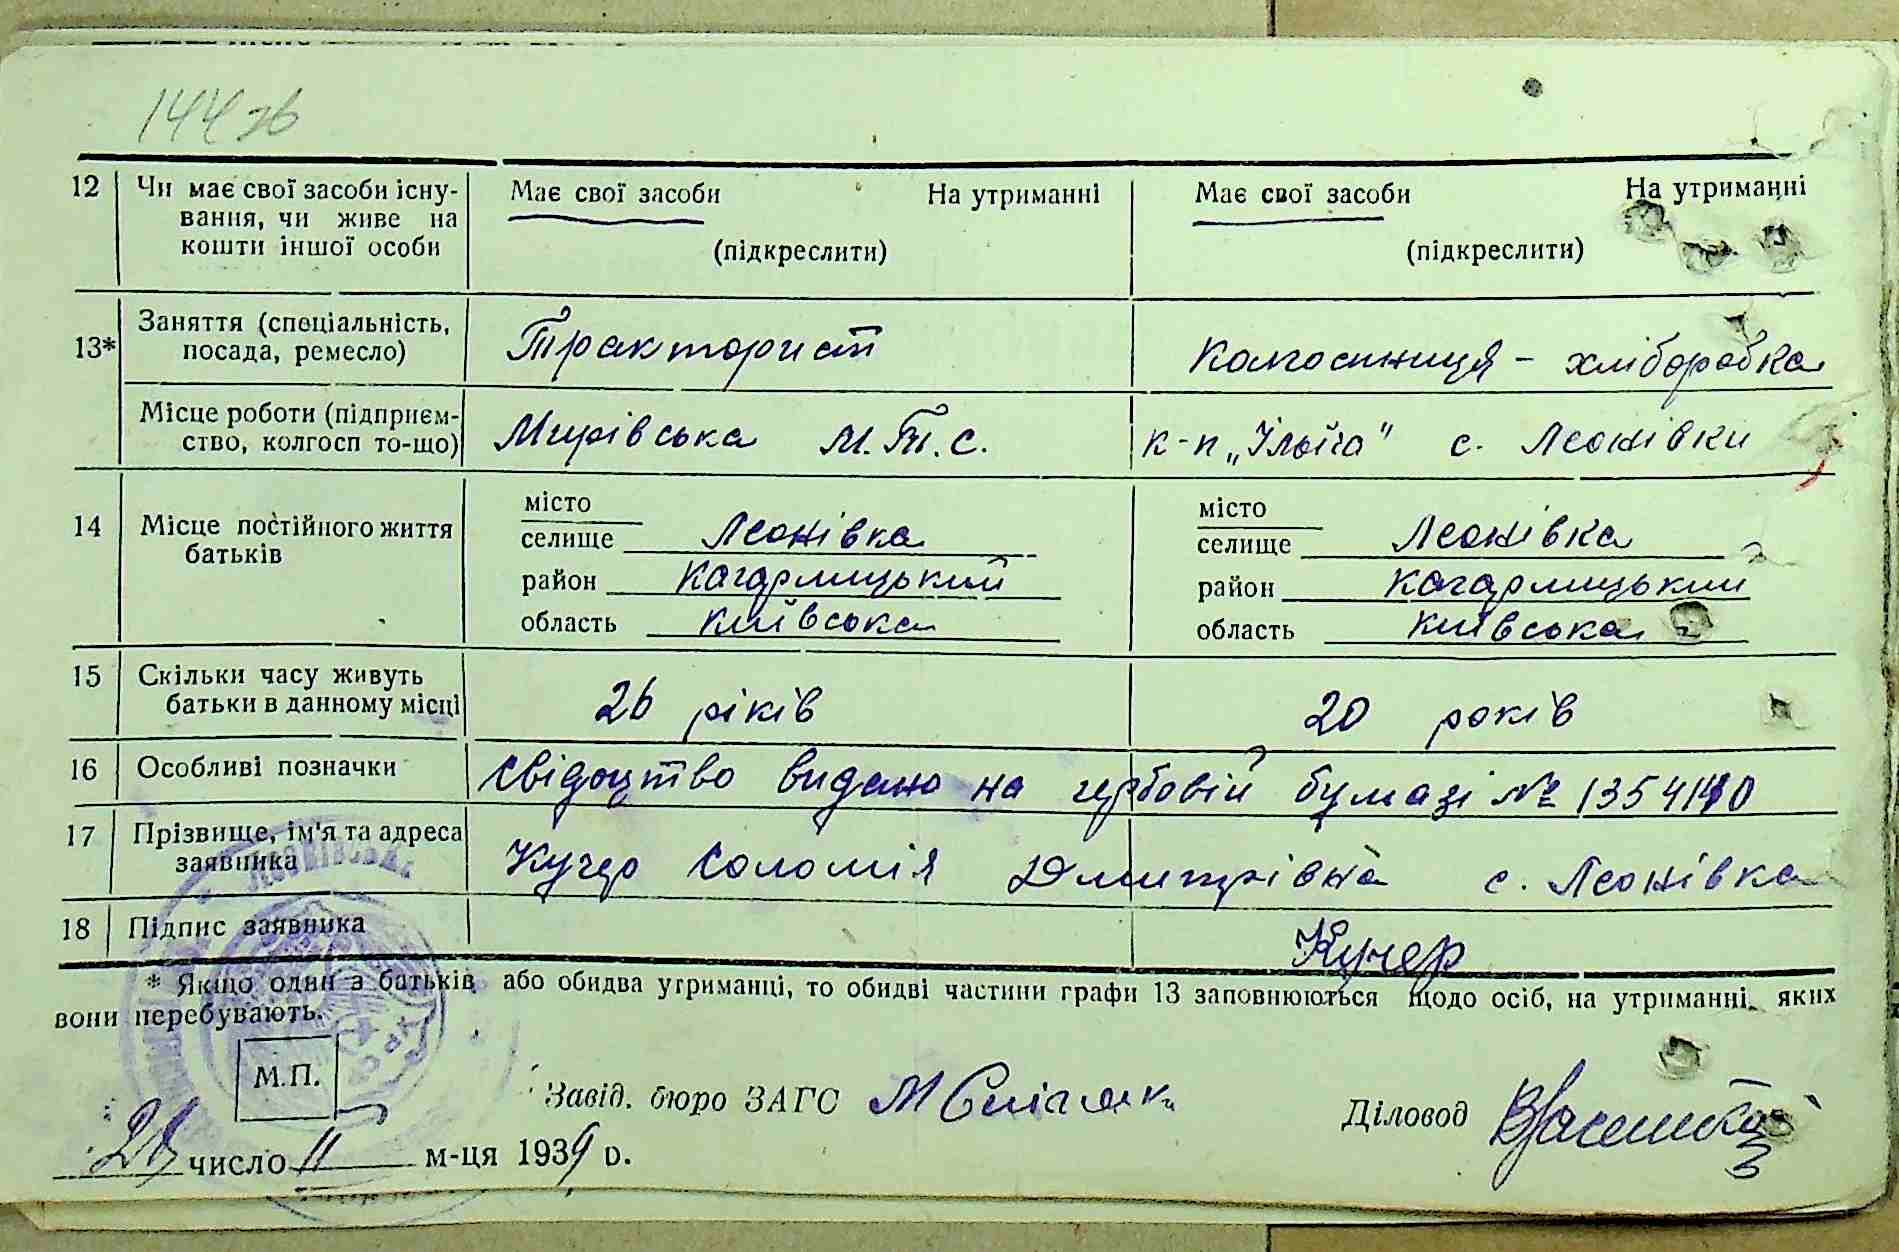 144зв
12 Чи має свої засоби існу- Має свої засоби На утриманні Має свої засоби На утриманні
вання, чи живе на
кошти іншої особи (підкреслити) (підкреслити)
13* Заняття (спеціальність, Тракторист Колгоспниця - хліборобка
посада, ремесло)
Місце роботи (підприєм- Мирівська М.Т.С. к-п „Ілліча" с. Леонівки
ство, колгосп то-що)
14 Місце постійного життя місто місто
батьків селище Леонівка селище Леонівка
район Кагарлицький район Кагарлицький
область Київська область Київська
15 Скільки часу живуть 26 років 20 років
батьки в данному місці
16 Особливі позначки Свідоцтво видано на гербовій бумазі №
17 Прізвище, ім'я та адреса Кучер Соломія Дмитрівна с. Леонівка
заявника
18 Підпис заявника Кучер
* Якщо один з батьків або обидва утриманці, то обидві частини графи 13 заповнюються щодо осіб, на утриманні яких
вони перебувають.
М.П.
Завід. бюро ЗАГС Діловод
число II м-ця 1939 р.